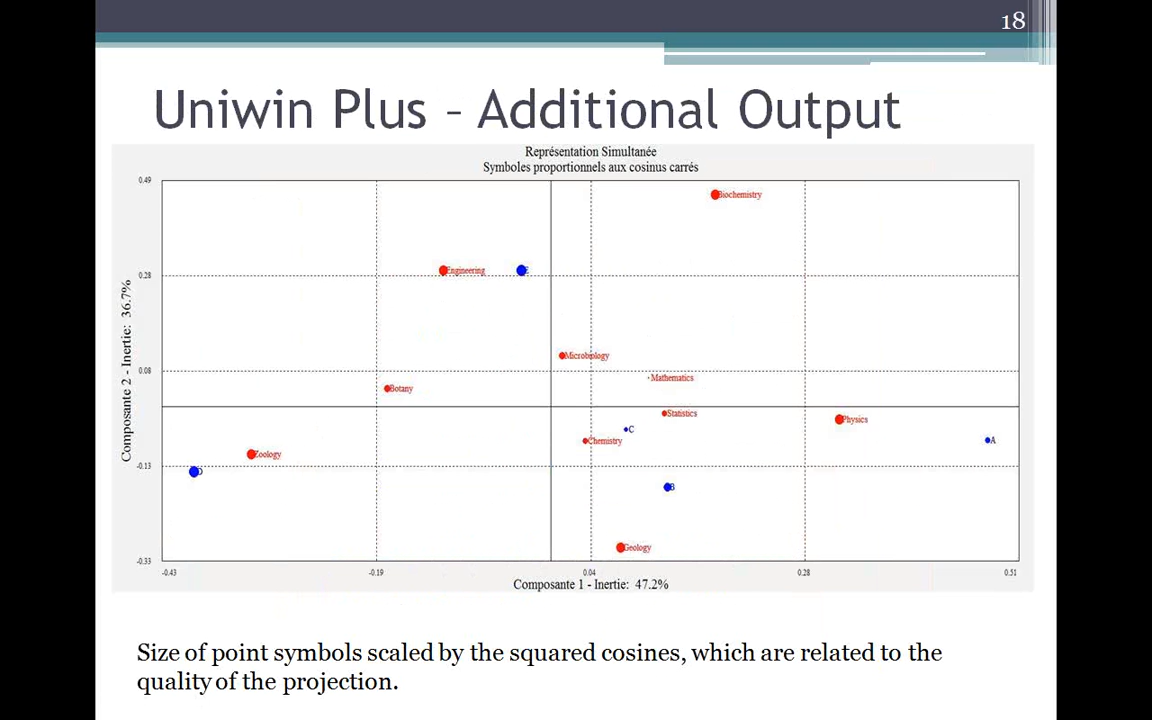 18
Uniwin Plus – Additional Output
Représentation Simultanée
Symboles proportionnels aux cosinus carrés
0.49
Biochemistry
0.28
Engineering
E
Microbiology
0.08
Mathematics
Botany
Statistics
Physics
C
Chemistry
A
Zoology
-0.13
D
B
Geology
-0.33
Composante 2 - Inertie: 36.7%
-0.43
-0.19
0.04
0.28
0.51
Composante 1 - Inertie: 47.2%
Size of point symbols scaled by the squared cosines, which are related to the
quality of the projection.